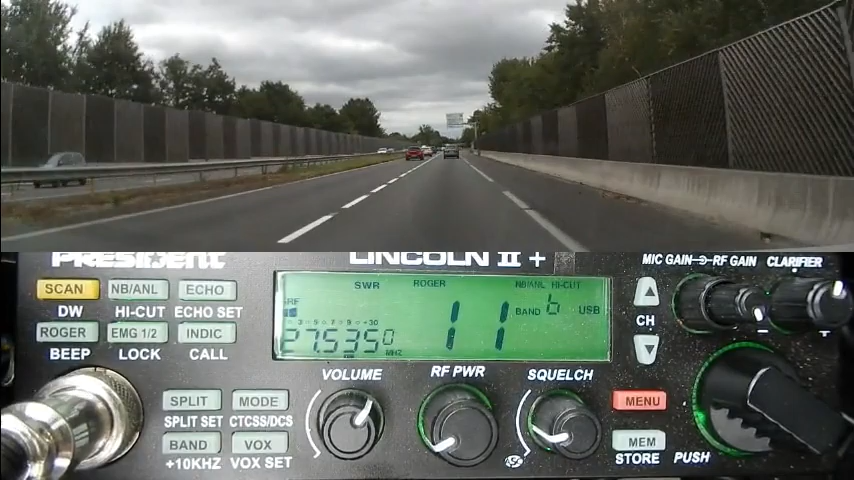 PRESIDENT LINCOLN II +
MIC GAIN RF GAIN CLARIFIER
SCAN NB/ANL ECHO
DW HI-CUT ECHO SET
ROGER EMG 1/2 INDIC
BEEP LOCK CALL
SWR ROGER NB/ANL HI-CUT
SRF
11 BAND b USB
27.5350 MHZ
CH
VOLUME RF PWR SQUELCH
SPLIT MODE
SPLIT SET CTCSS/DCS
BAND VOX
+10KHZ VOX SET
ASC
MENU
MEM
STORE PUSH